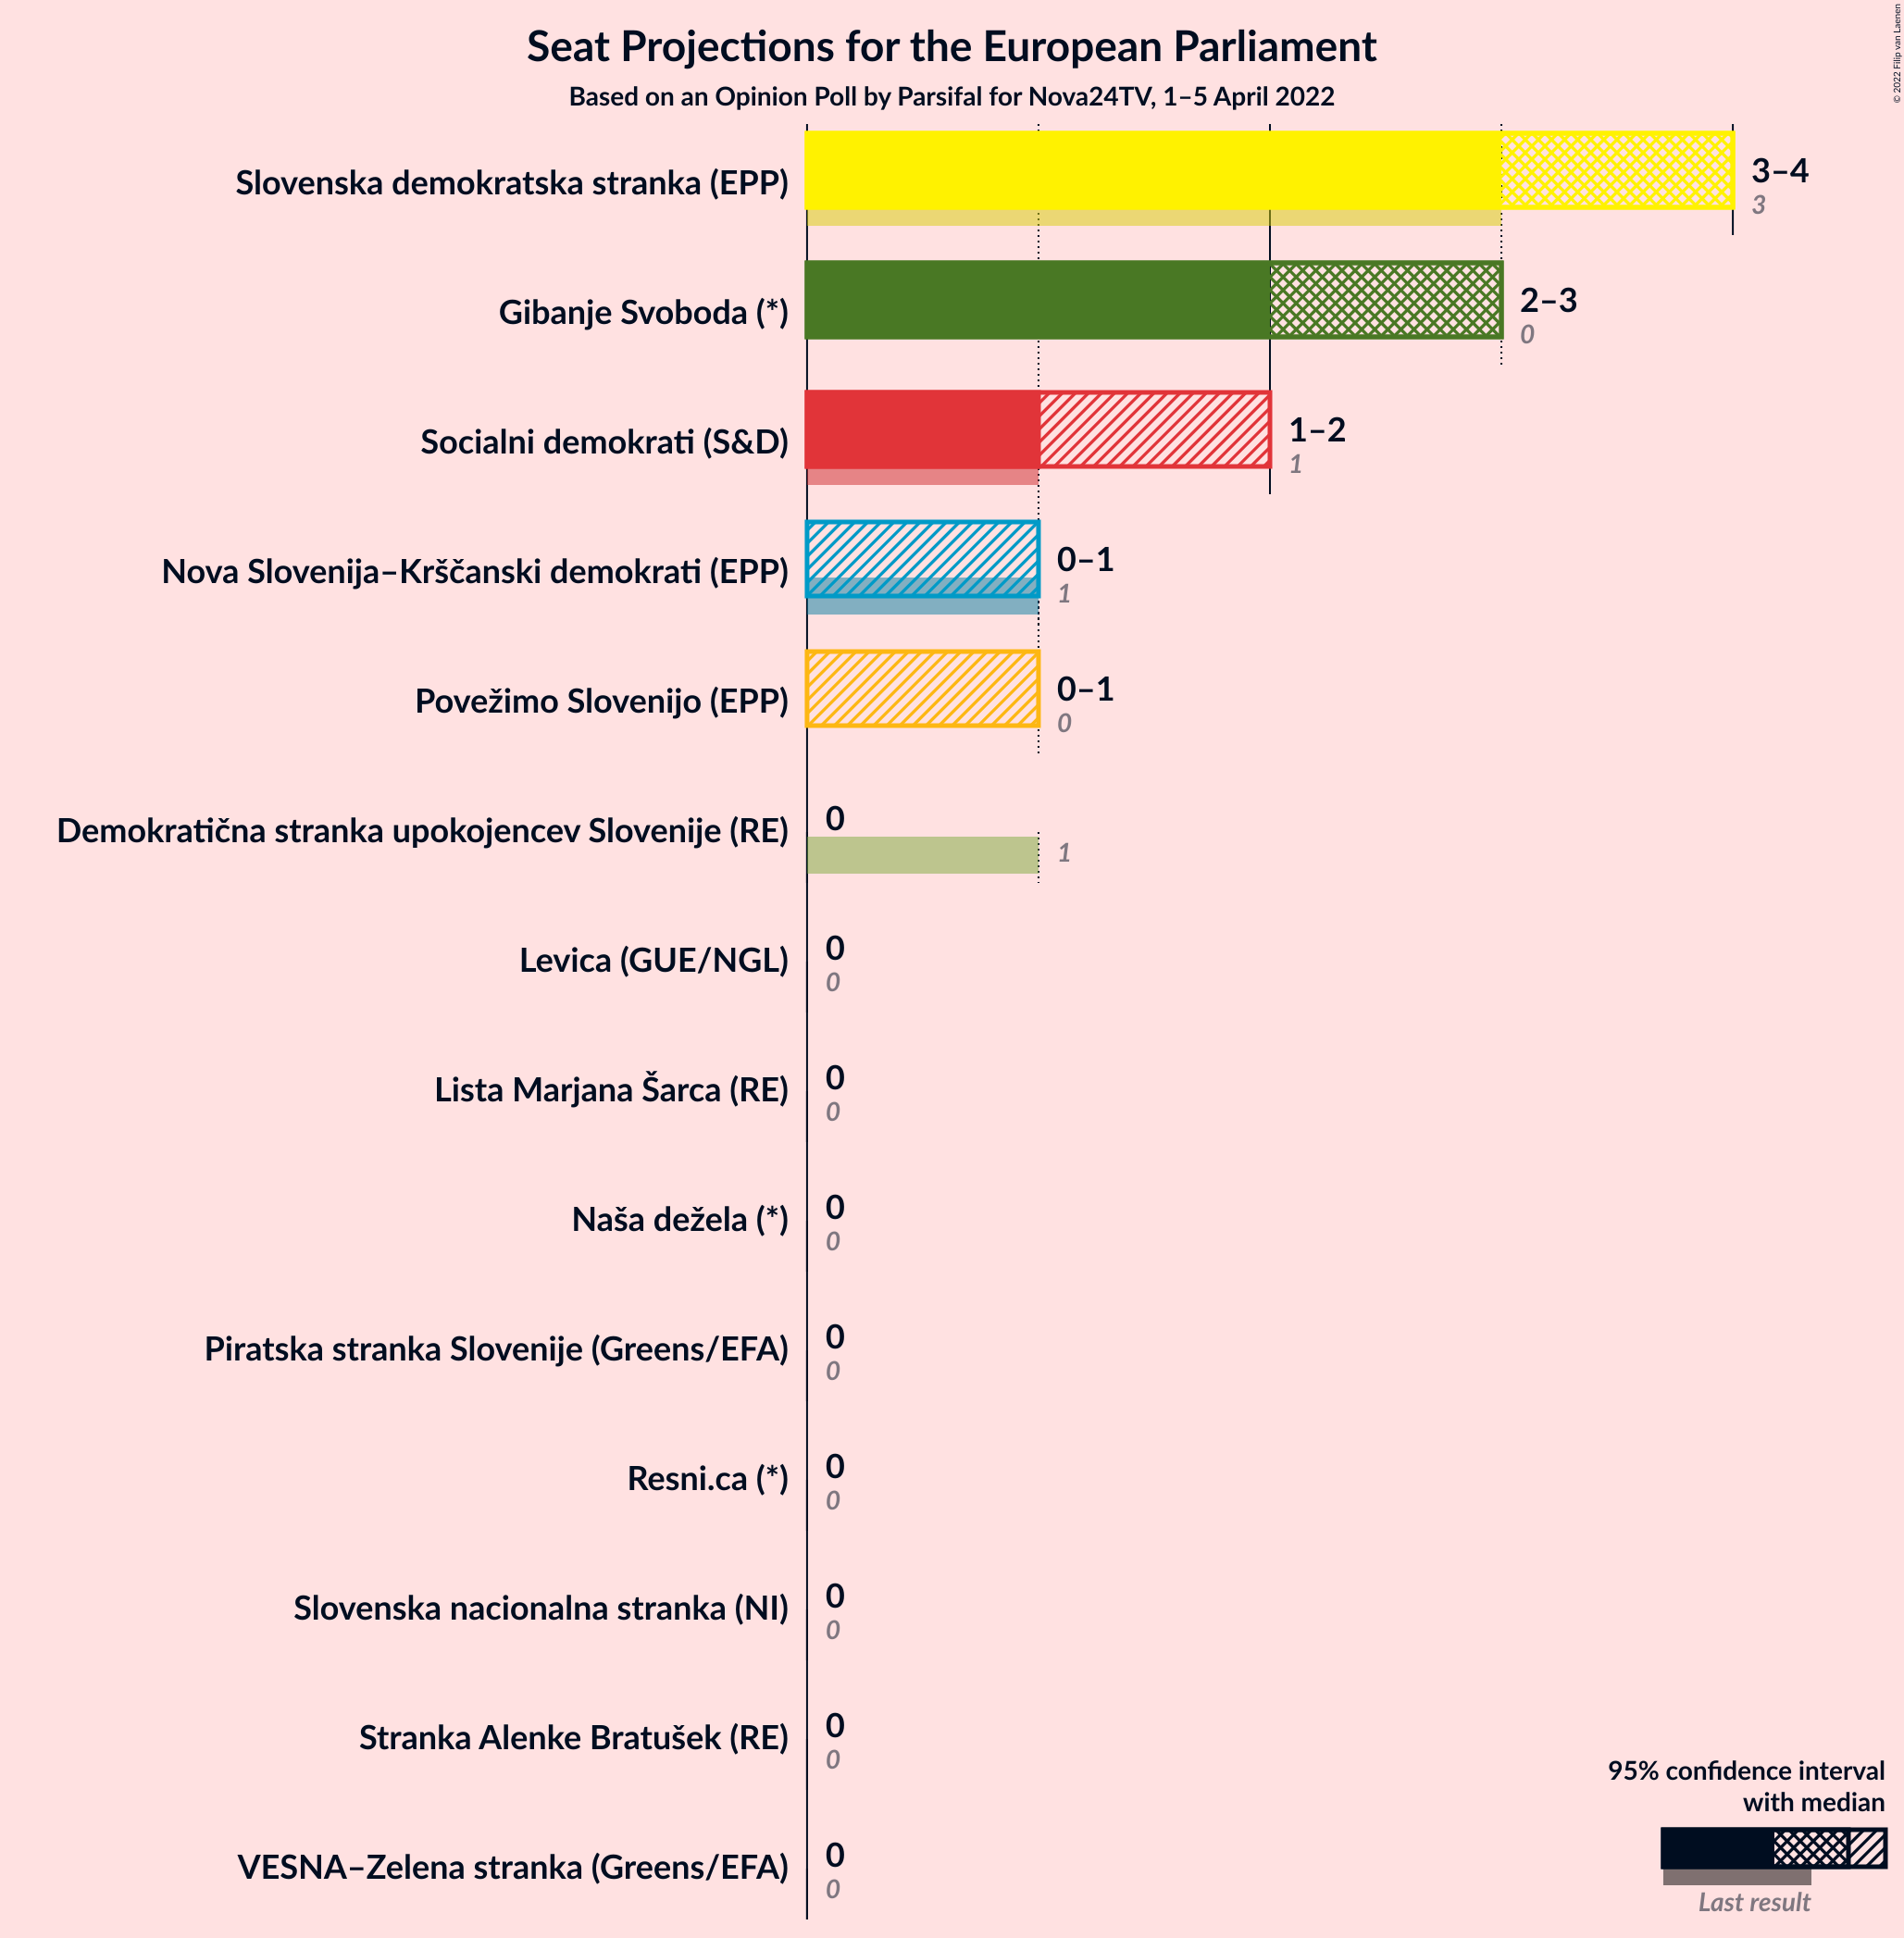 Seat Projections for the European Parliament
Based on an Opinion Poll by Parsifal for Nova24TV, 1–5 April 2022
© 2022 Filip van Laenen
Slovenska demokratska stranka (EPP)
3–4
3
Gibanje Svoboda (*)
2–3
0
Socialni demokrati (S&D)
1–2
1
Nova Slovenija–Krščanski demokrati (EPP)
0–1
1
Povežimo Slovenijo (EPP)
0–1
0
Demokratična stranka upokojencev Slovenije (RE)
0
1
Levica (GUE/NGL)
0
0
Lista Marjana Šarca (RE)
0
0
Naša dežela (*)
0
0
Piratska stranka Slovenije (Greens/EFA)
0
0
Resni.ca (*)
0
0
Slovenska nacionalna stranka (NI)
0
0
Stranka Alenke Bratušek (RE)
0
0
VESNA–Zelena stranka (Greens/EFA)
0
0
95% confidence interval
with median
Last result